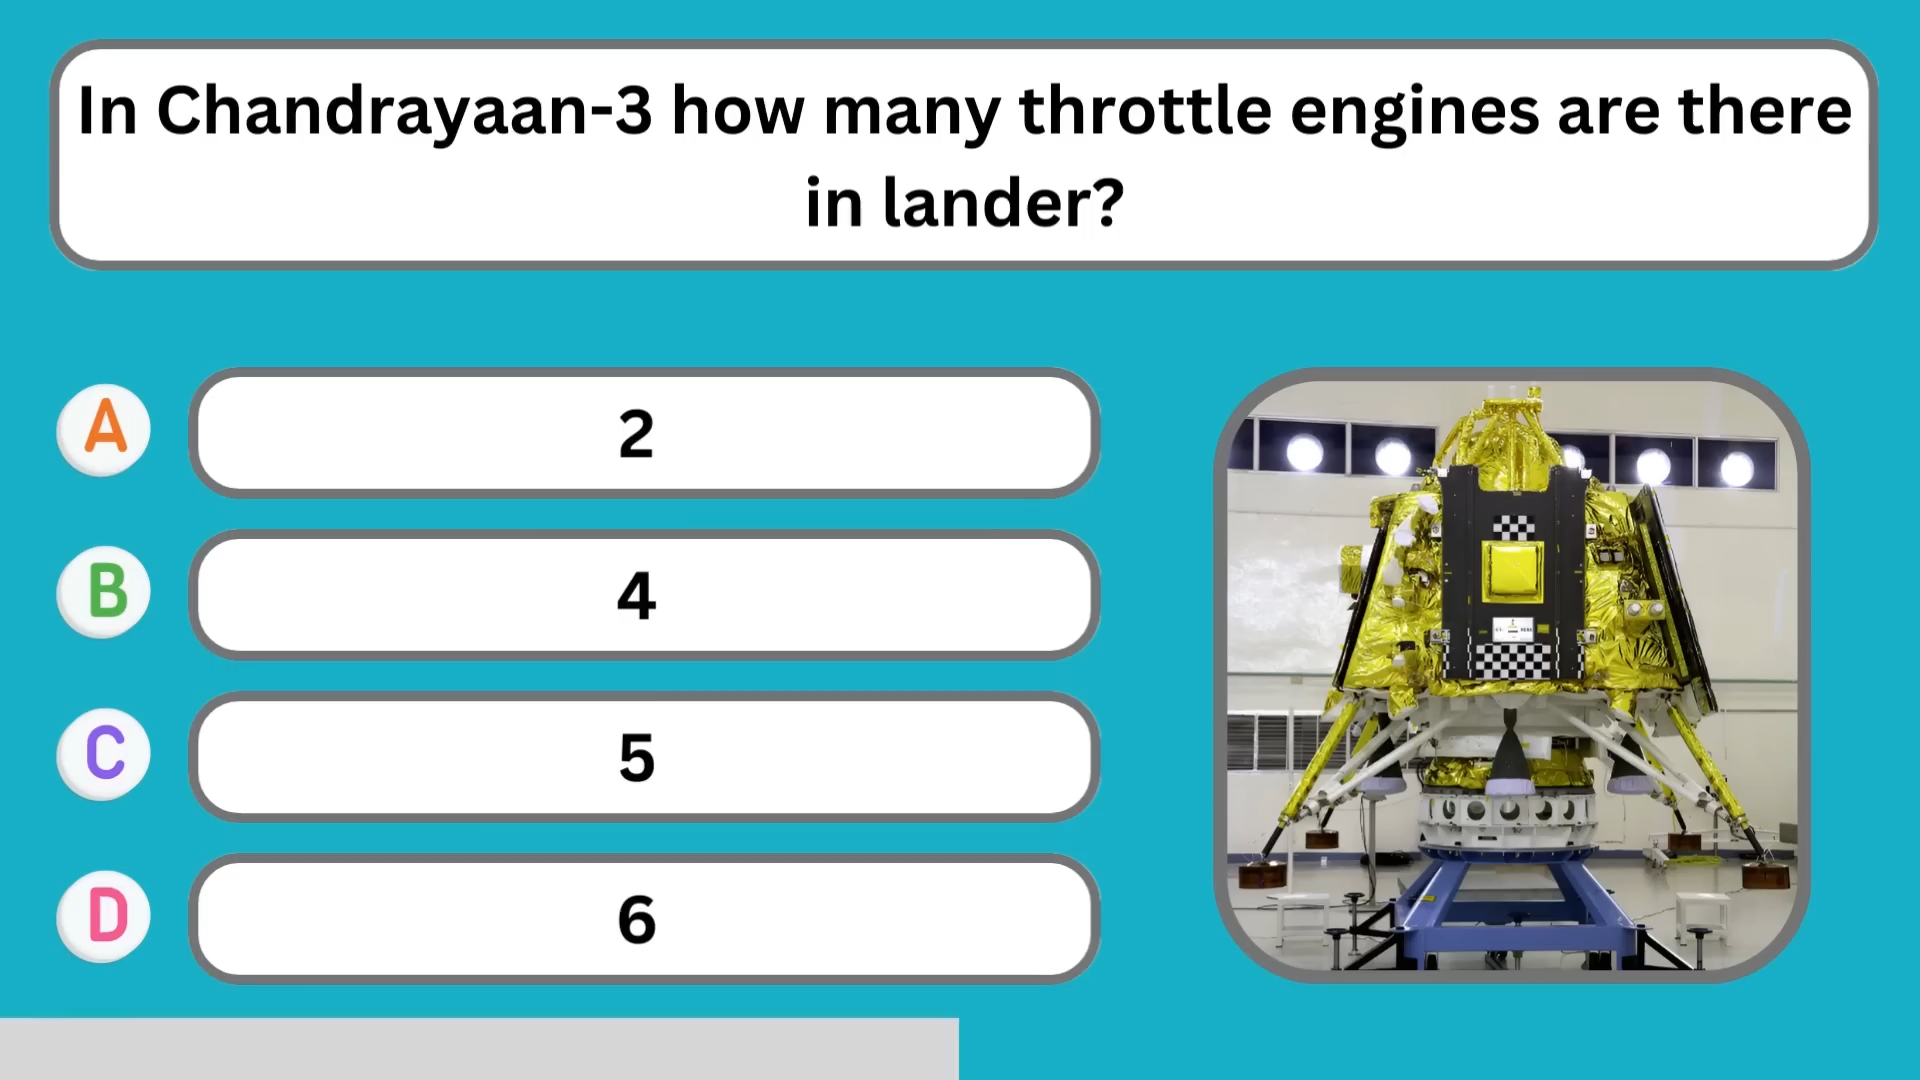 In Chandrayaan-3 how many throttle engines are there
in lander?
A
2
B
4
C
5
D
6